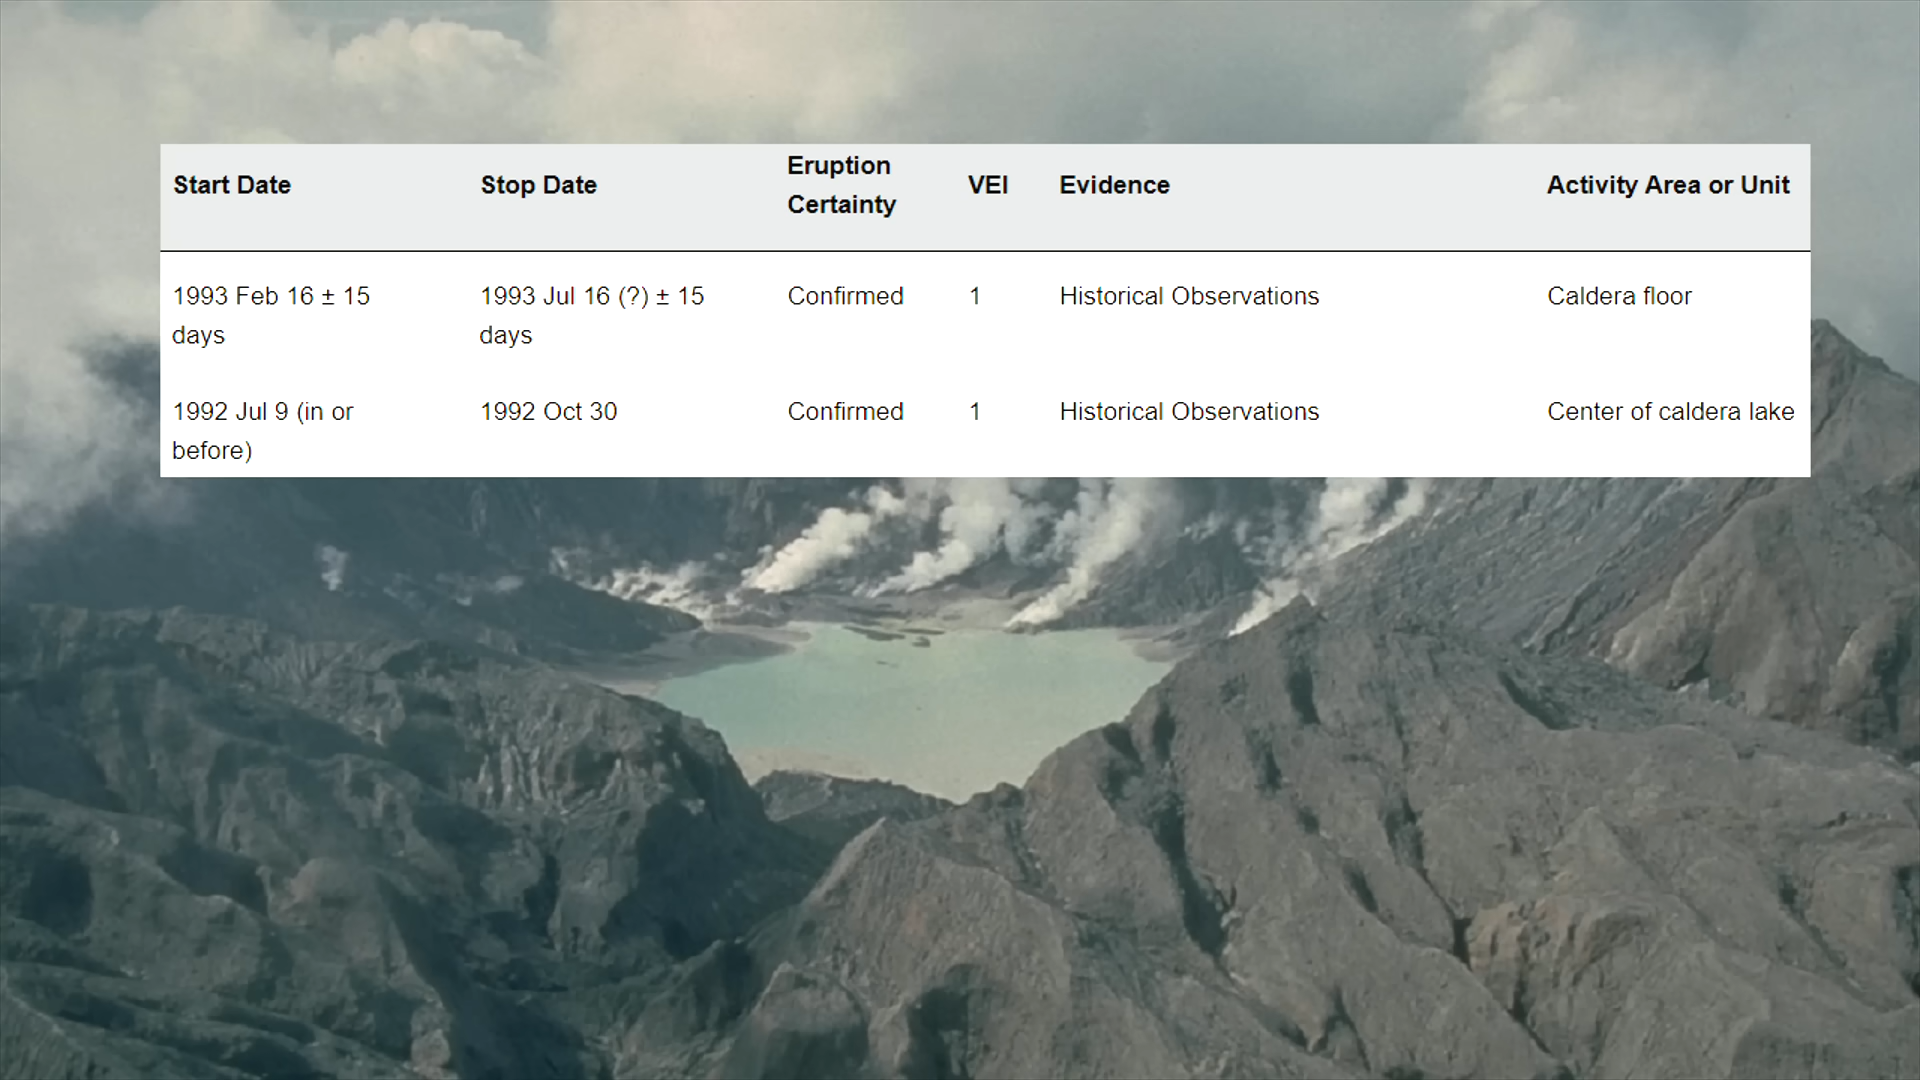 Start Date Stop Date Eruption Certainty VEI Evidence Activity Area or Unit
1993 Feb 16 ± 15 days 1993 Jul 16 (?) ± 15 days Confirmed 1 Historical Observations Caldera floor
1992 Jul 9 (in or before) 1992 Oct 30 Confirmed 1 Historical Observations Center of caldera lake